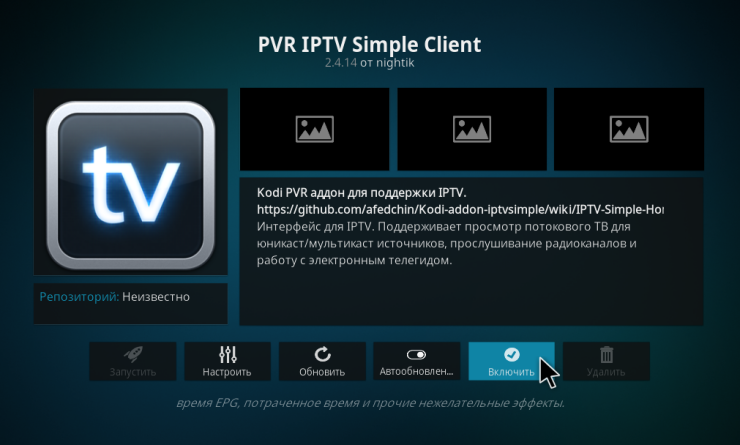 PVR IPTV Simple Client
2.4.14 от nightik
tv
Kodi PVR аддон для поддержки IPTV.
https://github.com/afedchin/Kodi-addon-iptvsimple/wiki/IPTV-Simple-Hor
Интерфейс для IPTV. Поддерживает просмотр потокового ТВ для
юникаст/мультикаст источников, прослушивание радиоканалов и
работу с электронным телегидом.
Репозиторий: Неизвестно
Запустить
Настроить
Обновить
Автообновлен...
Включить
Удалить
время EPG, потраченное время и прочие нежелательные эффекты.